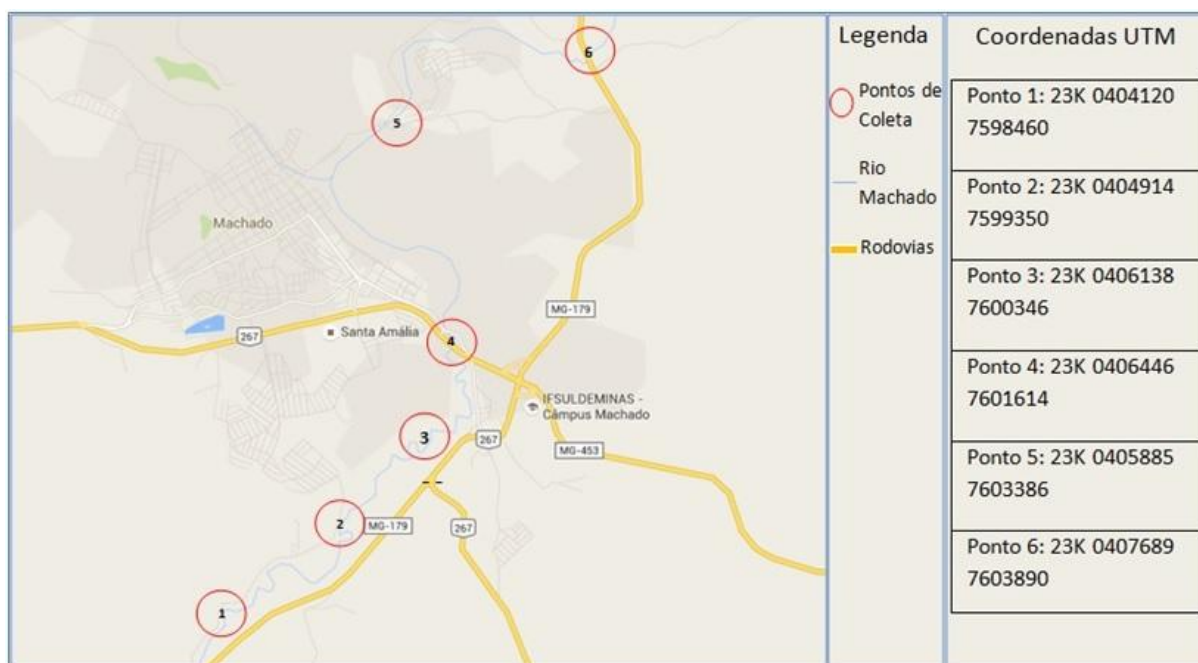 6
5
Machado
MG-179
Santa Amália
267
4
IFSULDEMINAS -
Câmpus Machado
3
267
MG-453
2
MG-179
267
1
Legenda
Pontos de
Coleta
Rio
Machado
Rodovias
Coordenadas UTM
Ponto 1: 23K 0404120
7598460
Ponto 2: 23K 0404914
7599350
Ponto 3: 23K 0406138
7600346
Ponto 4: 23K 0406446
7601614
Ponto 5: 23K 0405885
7603386
Ponto 6: 23K 0407689
7603890